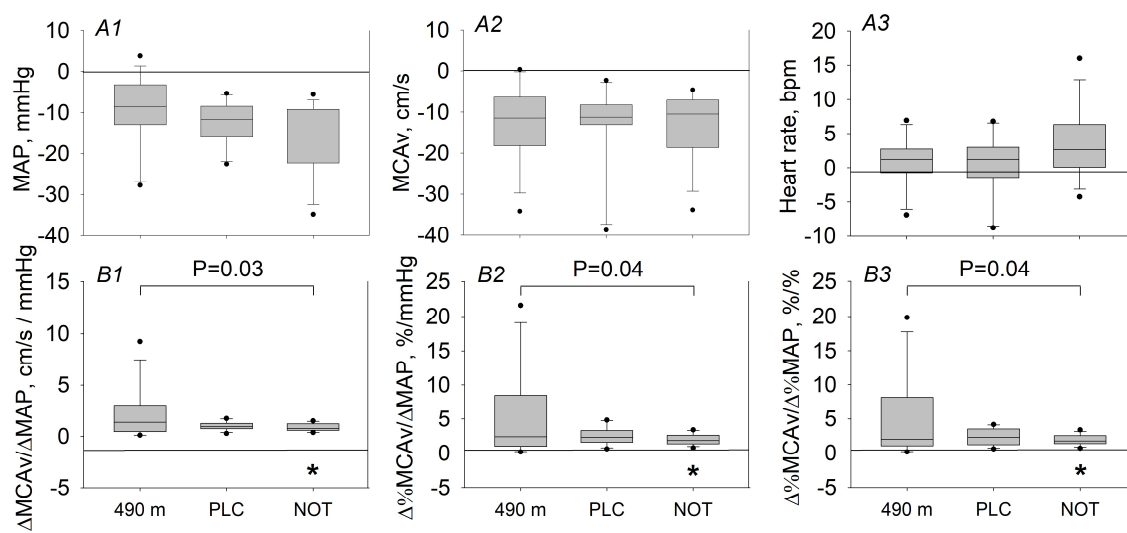 A1
MAP, mmHg
10
0
-10
-20
-30
-40
A2
MCAv, cm/s
10
0
-10
-20
-30
-40
A3
Heart rate, bpm
20
15
10
5
0
-5
-10
B1
P=0.03
ΔMCAv/ΔMAP, cm/s / mmHg
15
5
0
-5
*
490 m PLC NOT
B2
P=0.04
Δ%MCAv/ΔMAP, %/mmHg
25
20
15
10
5
0
-5
*
490 m PLC NOT
B3
P=0.04
Δ%MCAv/Δ%MAP, %/%
25
20
15
10
5
0
-5
*
490 m PLC NOT